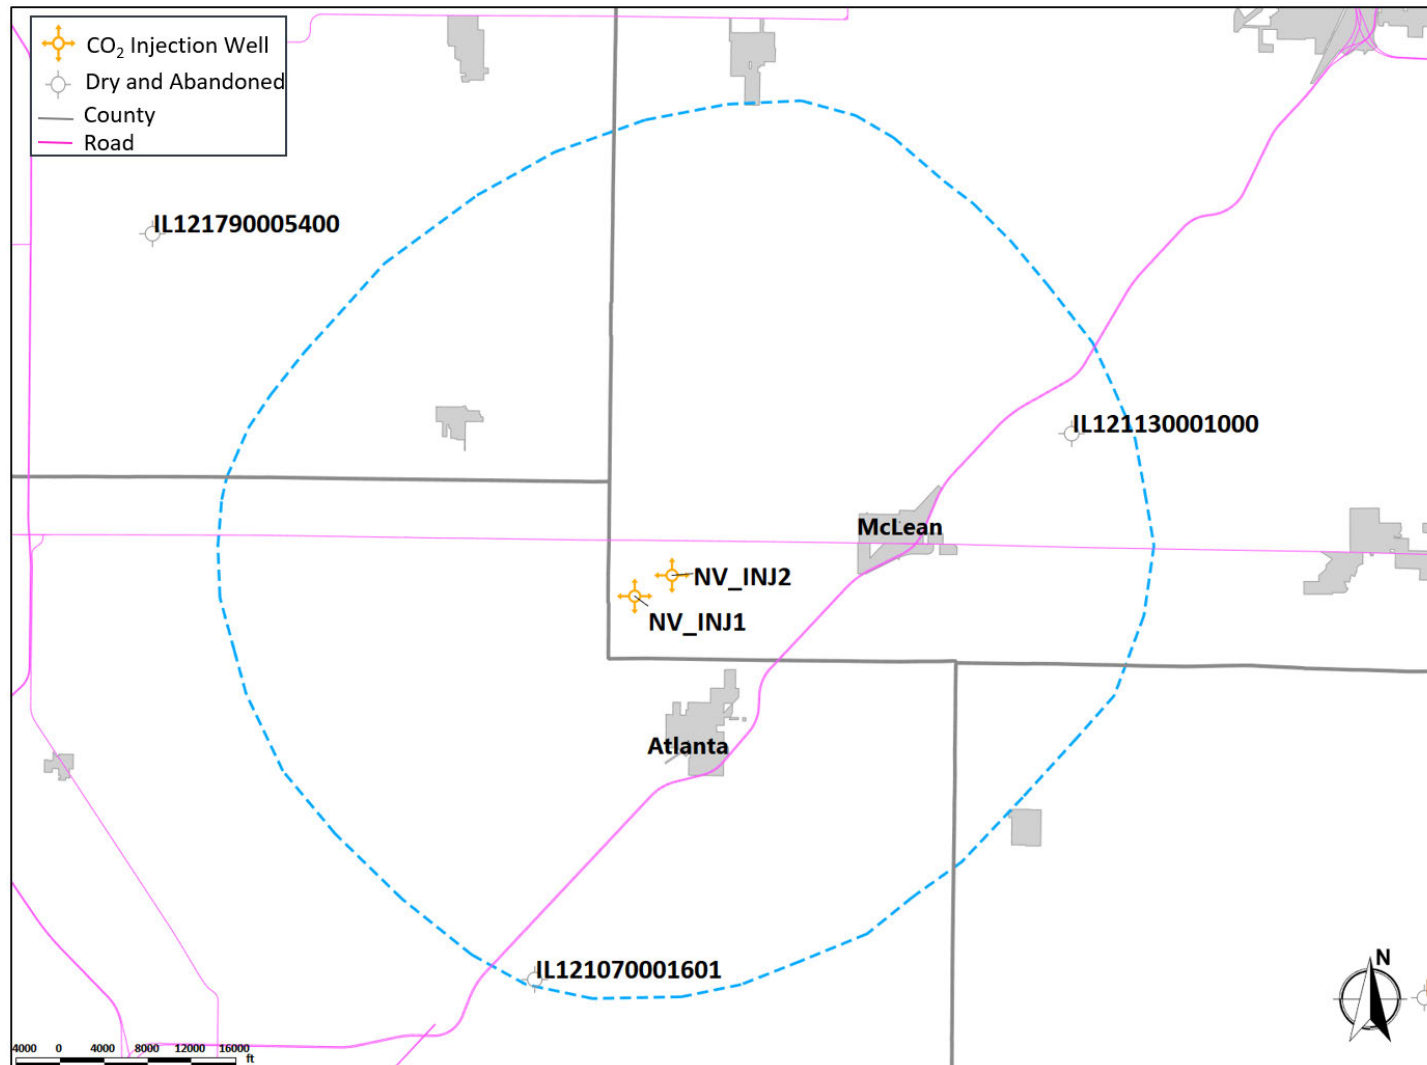 CO2 Injection Well
Dry and Abandoned
County
Road
IL121790005400
IL121130001000
McLean
NV_INJ2
NV_INJ1
Atlanta
IL121070001601
N
4000 0 4000 8000 12000 16000
ft